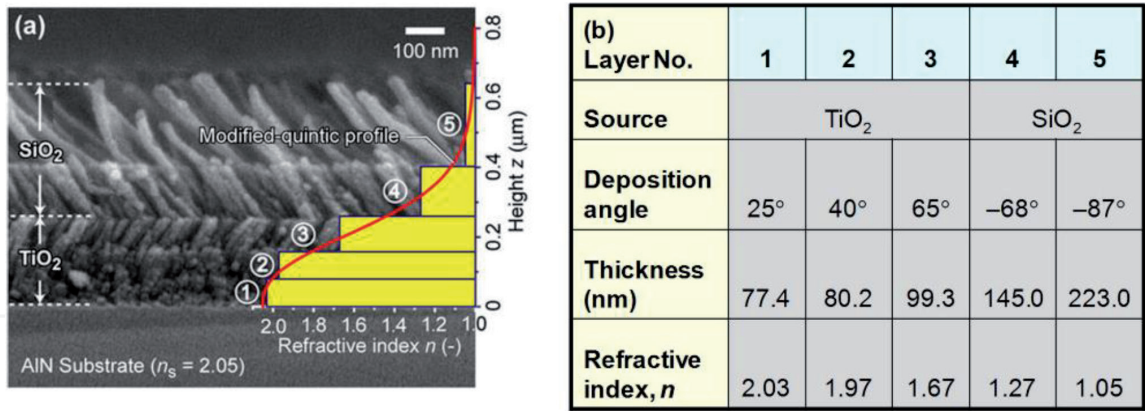 (a)
100 nm
0.8
0.6
0.4
0.2
0
Height z (μm)
⑤
Modified-quintic profile
④
③
②
①
SiO₂
TiO₂
2.0 1.8 1.6 1.4 1.2 1.0
Refractive index n (-)
AlN Substrate (nₛ = 2.05)
(b)
Layer No. 1 2 3 4 5
Source TiO₂ SiO₂
Deposition
angle 25° 40° 65° –68° –87°
Thickness
(nm) 77.4 80.2 99.3 145.0 223.0
Refractive
index, n 2.03 1.97 1.67 1.27 1.05